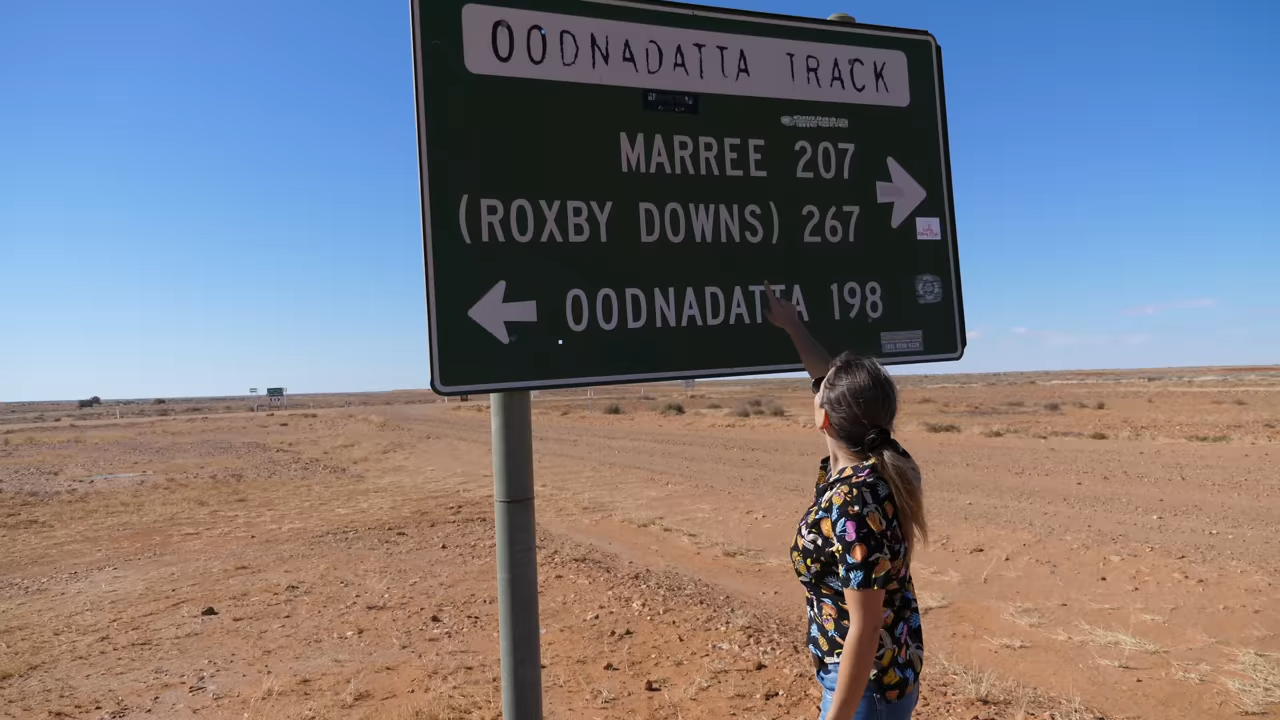 OODNADATTA TRACK
MARREE 207
(ROXBY DOWNS) 267
OODNADATTA 198